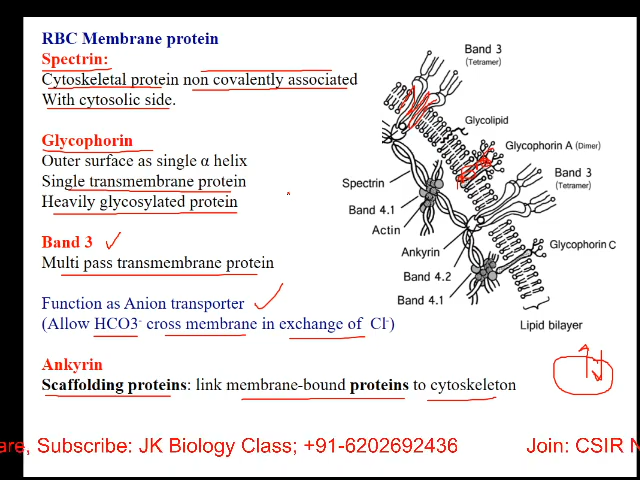 RBC Membrane protein
Spectrin:
Cytoskeletal protein non covalently associated
With cytosolic side.
Glycophorin
Outer surface as single α helix
Single transmembrane protein
Heavily glycosylated protein
Band 3
Multi pass transmembrane protein
Function as Anion transporter
(Allow HCO3⁻ cross membrane in exchange of Cl⁻)
Ankyrin
Scaffolding proteins: link membrane-bound proteins to cytoskeleton
Band 3
(Tetramer)
Glycolipid
Glycophorin A (Dimer)
Band 3
(Tetramer)
Spectrin
Band 4.1
Actin
Ankyrin
Glycophorin C
Band 4.2
Band 4.1
Lipid bilayer
are, Subscribe: JK Biology Class; +91-6202692436 Join: CSIR N